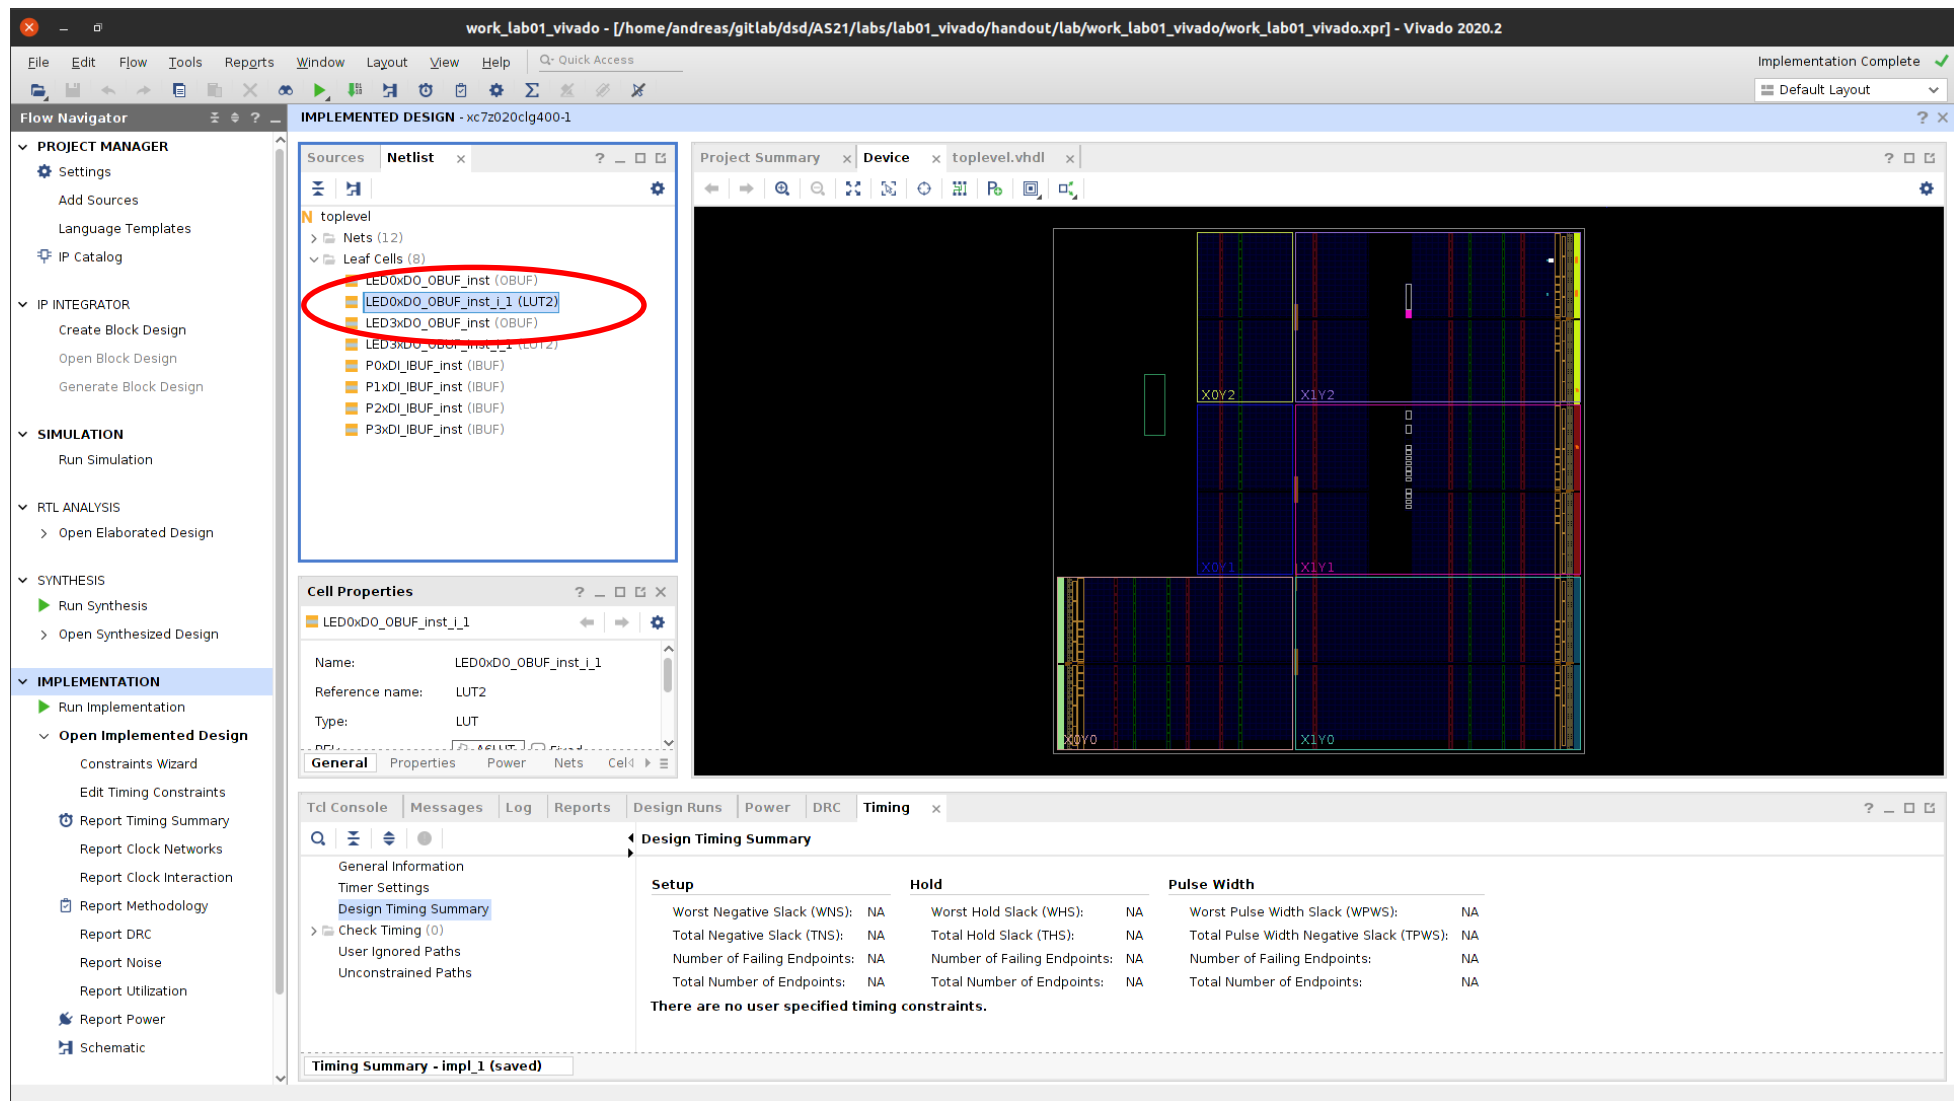 work_lab01_vivado - [/home/andreas/gitlab/dsd/AS21/labs/lab01_vivado/handout/lab/work_lab01_vivado/work_lab01_vivado.xpr] - Vivado 2020.2
File Edit Flow Tools Reports Window Layout View Help Quick Access
Implementation Complete
Default Layout
Flow Navigator
IMPLEMENTED DESIGN - xc7z020clg400-1
PROJECT MANAGER
Settings
Add Sources
Language Templates
IP Catalog
IP INTEGRATOR
Create Block Design
Open Block Design
Generate Block Design
SIMULATION
Run Simulation
RTL ANALYSIS
Open Elaborated Design
SYNTHESIS
Run Synthesis
Open Synthesized Design
IMPLEMENTATION
Run Implementation
Open Implemented Design
Constraints Wizard
Edit Timing Constraints
Report Timing Summary
Report Clock Networks
Report Clock Interaction
Report Methodology
Report DRC
Report Noise
Report Utilization
Report Power
Schematic
Sources Netlist
N toplevel
Nets (12)
Leaf Cells (8)
LED0xDO_OBUF_inst (OBUF)
LED0xDO_OBUF_inst_i_1 (LUT2)
LED3xDO_OBUF_inst (OBUF)
LED3xDO_OBUF_inst_i_1 (LUT2)
P0xDI_IBUF_inst (IBUF)
P1xDI_IBUF_inst (IBUF)
P2xDI_IBUF_inst (IBUF)
P3xDI_IBUF_inst (IBUF)
Cell Properties
LED0xDO_OBUF_inst_i_1
Name: LED0xDO_OBUF_inst_i_1
Reference name: LUT2
Type: LUT
General Properties Power Nets Cel
Project Summary Device toplevel.vhdl
X0Y2 X1Y2
X0Y1 X1Y1
X0Y0 X1Y0
Tcl Console Messages Log Reports Design Runs Power DRC Timing
General Information
Timer Settings
Design Timing Summary
Check Timing (0)
User Ignored Paths
Unconstrained Paths
Design Timing Summary
Setup Hold Pulse Width
Worst Negative Slack (WNS): NA Worst Hold Slack (WHS): NA Worst Pulse Width Slack (WPWS): NA
Total Negative Slack (TNS): NA Total Hold Slack (THS): NA Total Pulse Width Negative Slack (TPWS): NA
Number of Failing Endpoints: NA Number of Failing Endpoints: NA Number of Failing Endpoints: NA
Total Number of Endpoints: NA Total Number of Endpoints: NA Total Number of Endpoints: NA
There are no user specified timing constraints.
Timing Summary - impl_1 (saved)